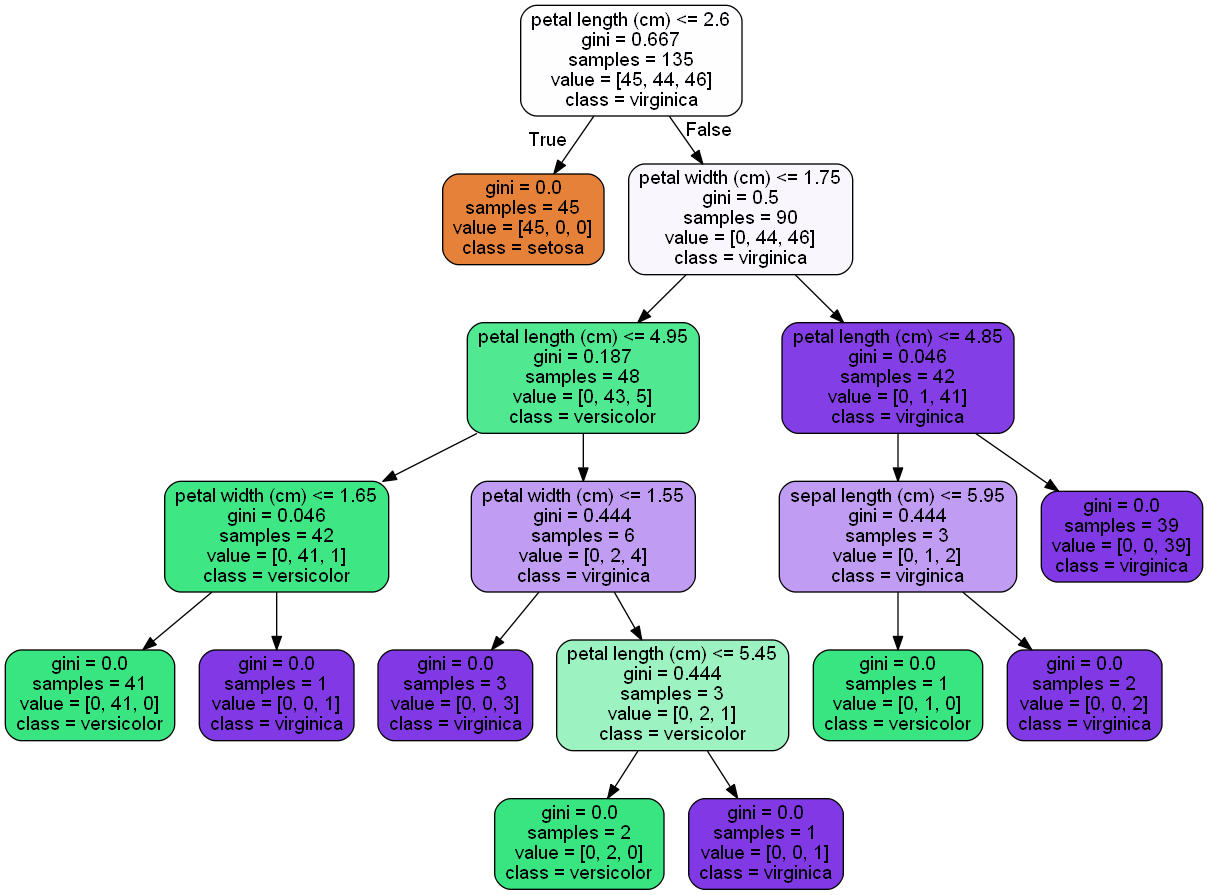 petal length (cm) <= 2.6
gini = 0.667
samples = 135
value = [45, 44, 46]
class = virginica
True
False
gini = 0.0
samples = 45
value = [45, 0, 0]
class = setosa
petal width (cm) <= 1.75
gini = 0.5
samples = 90
value = [0, 44, 46]
class = virginica
petal length (cm) <= 4.95
gini = 0.187
samples = 48
value = [0, 43, 5]
class = versicolor
petal length (cm) <= 4.85
gini = 0.046
samples = 42
value = [0, 1, 41]
class = virginica
petal width (cm) <= 1.65
gini = 0.046
samples = 42
value = [0, 41, 1]
class = versicolor
petal width (cm) <= 1.55
gini = 0.444
samples = 6
value = [0, 2, 4]
class = virginica
sepal length (cm) <= 5.95
gini = 0.444
samples = 3
value = [0, 1, 2]
class = virginica
gini = 0.0
samples = 39
value = [0, 0, 39]
class = virginica
gini = 0.0
samples = 41
value = [0, 41, 0]
class = versicolor
gini = 0.0
samples = 1
value = [0, 0, 1]
class = virginica
gini = 0.0
samples = 3
value = [0, 0, 3]
class = virginica
petal length (cm) <= 5.45
gini = 0.444
samples = 3
value = [0, 2, 1]
class = versicolor
gini = 0.0
samples = 1
value = [0, 1, 0]
class = versicolor
gini = 0.0
samples = 2
value = [0, 0, 2]
class = virginica
gini = 0.0
samples = 2
value = [0, 2, 0]
class = versicolor
gini = 0.0
samples = 1
value = [0, 0, 1]
class = virginica